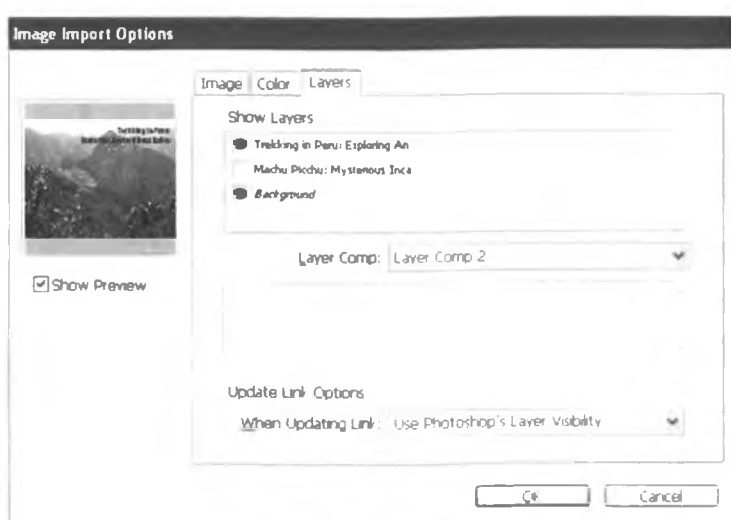 Image Import Options
Image Color Layers
Show Layers
Trekking in Peru: Exploring An
Machu Picchu: Mysterious Inca
Background
Layer Comp: Layer Comp 2
Show Preview
Update Link Options
When Updating Link: Use Photoshop's Layer Visibility
OK Cancel